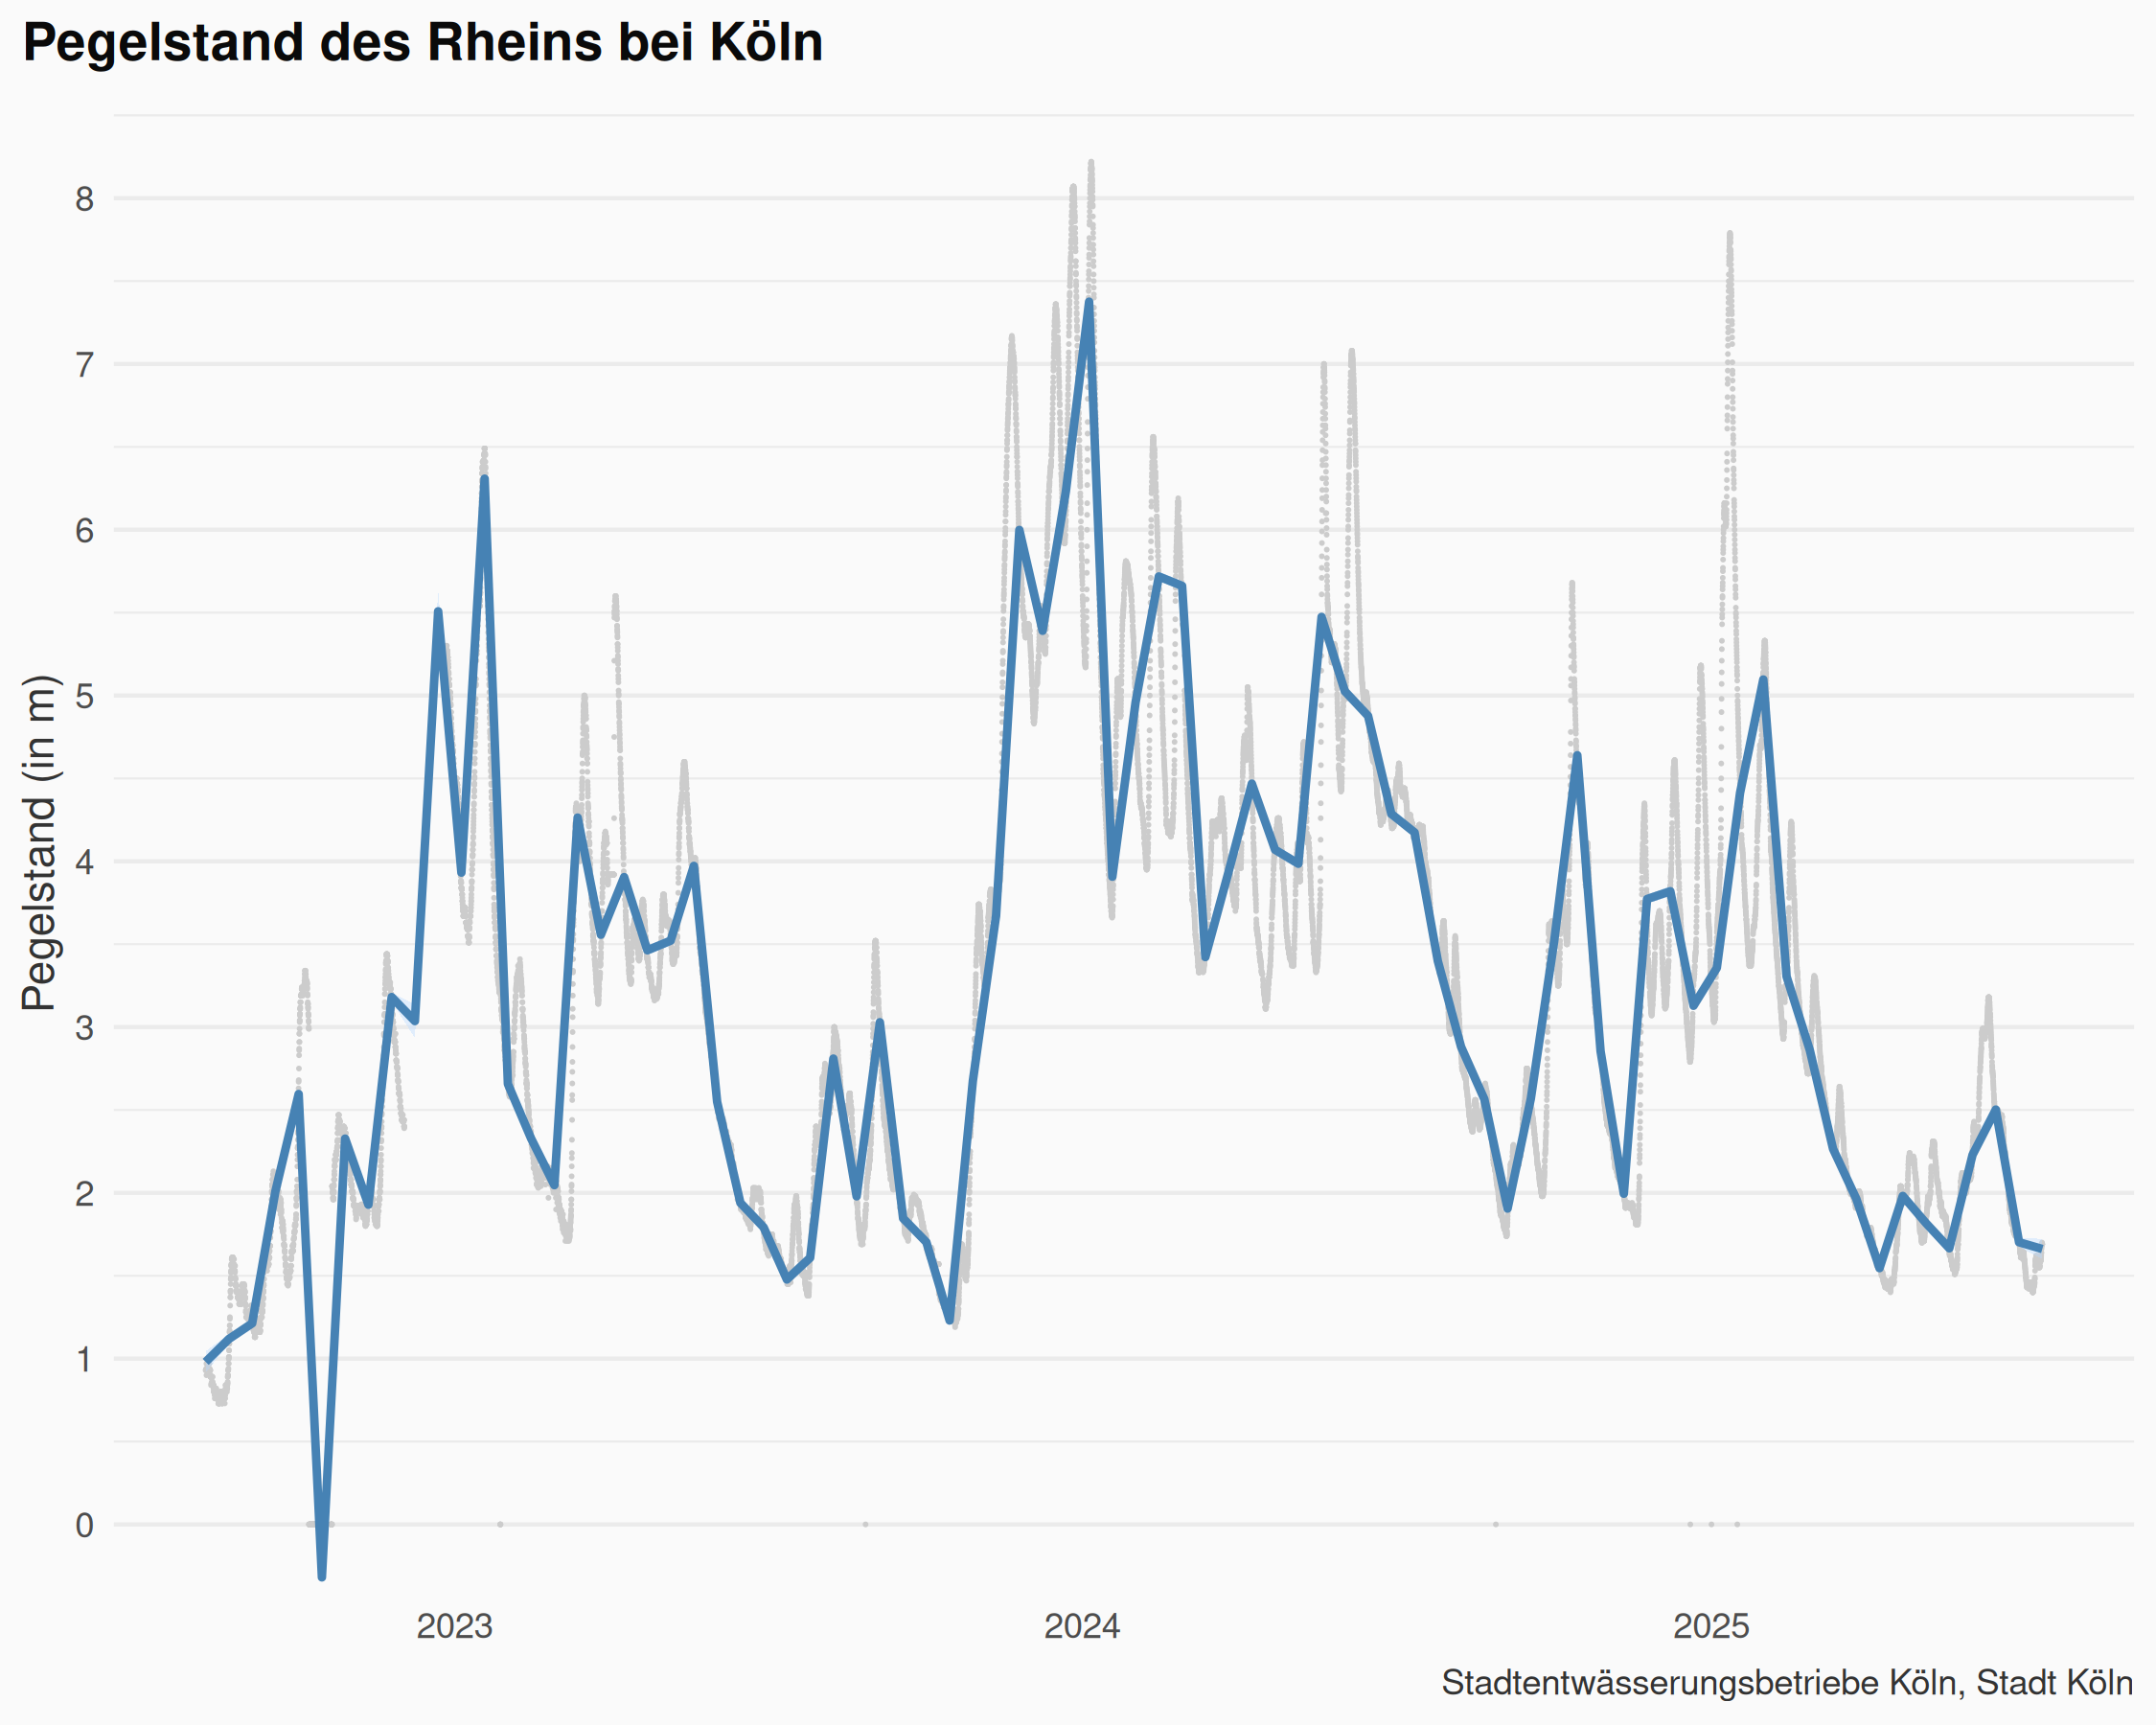 Pegelstand des Rheins bei Köln
Pegelstand (in m)
8
7
6
5
4
3
2
1
0
2023 2024 2025
Stadtentwässerungsbetriebe Köln, Stadt Köln